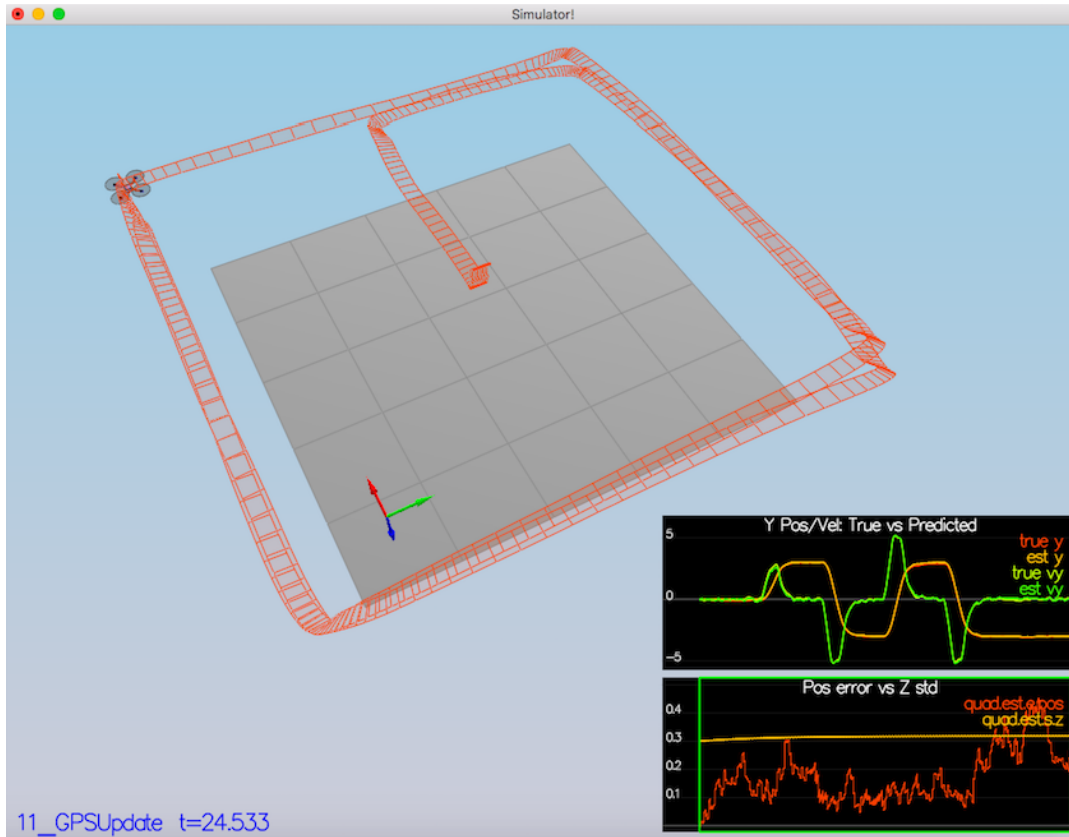 Simulator!
Y Pos/Vel: True vs Predicted
5
true y
est y
true vy
0
est vy
-5
Pos error vs Z std
0.4
quad.est.e.pos
quad.est.s.z
0.3
0.2
0.1
11_GPSUpdate t=24.533